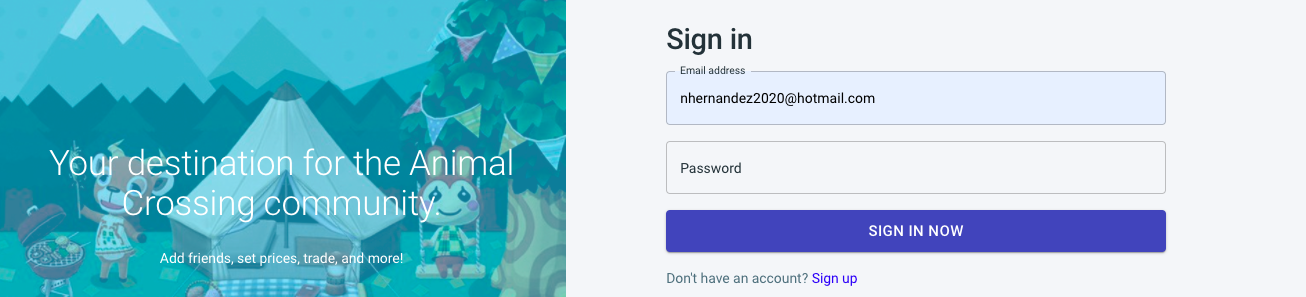 Your destination for the Animal
Crossing community.
Add friends, set prices, trade, and more!
Sign in
Email address
nhernandez2020@hotmail.com
Password
SIGN IN NOW
Don't have an account? Sign up